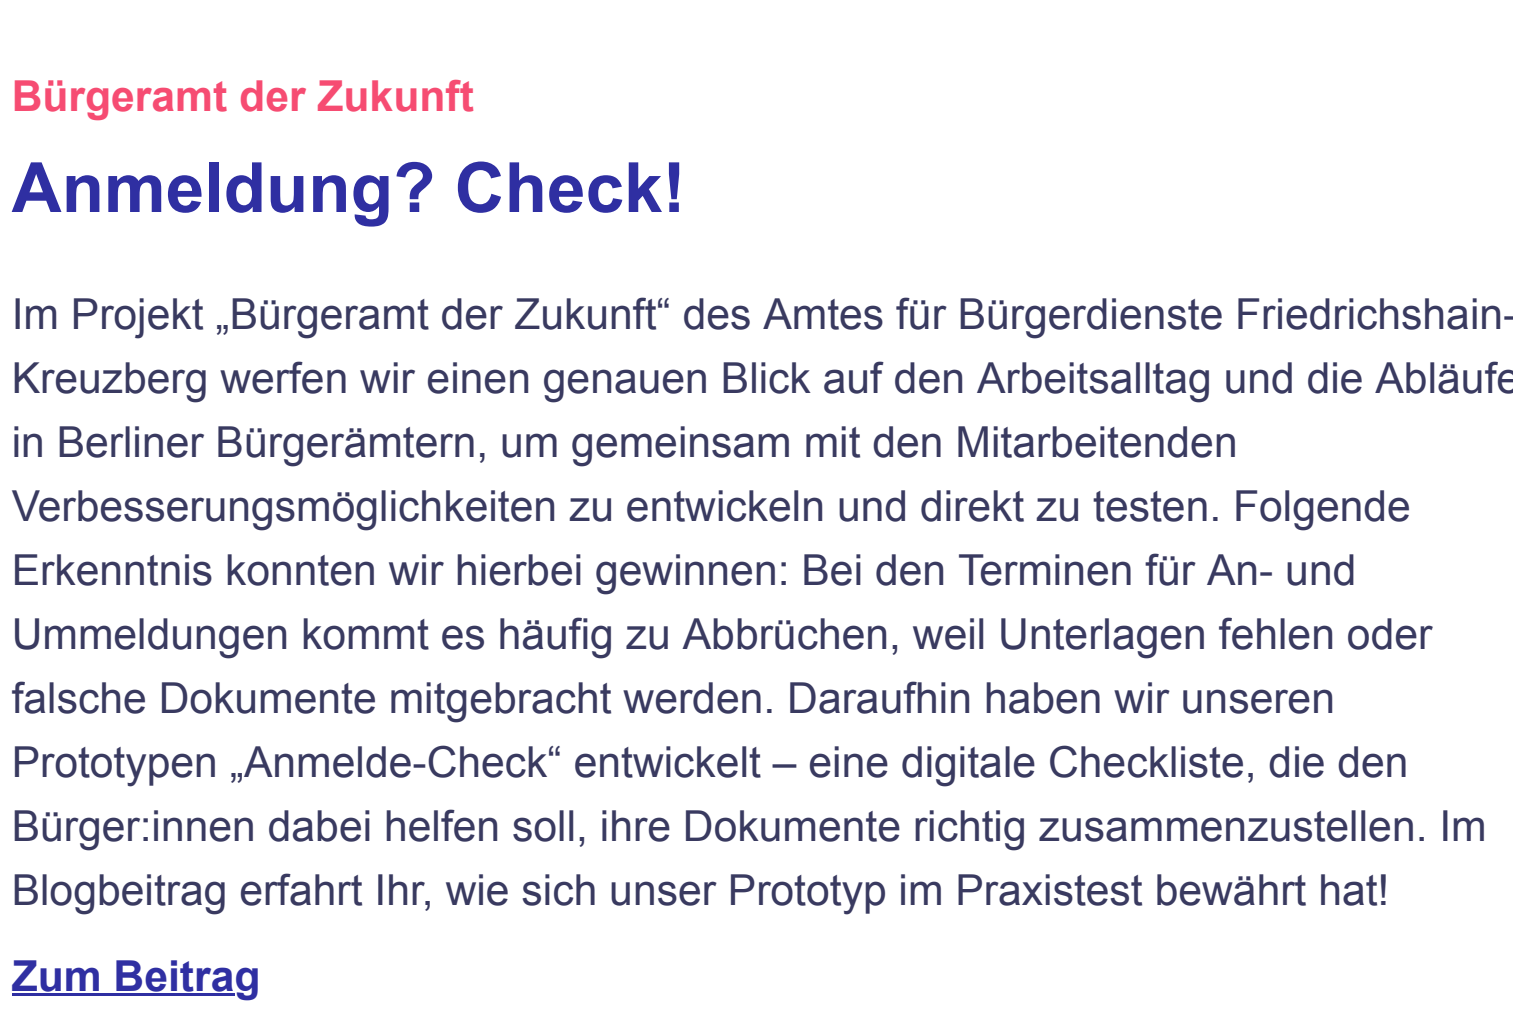 Bürgeramt der Zukunft
Anmeldung? Check!
Im Projekt „Bürgeramt der Zukunft“ des Amtes für Bürgerdienste Friedrichshain-
Kreuzberg werfen wir einen genauen Blick auf den Arbeitsalltag und die Abläufe
in Berliner Bürgerämtern, um gemeinsam mit den Mitarbeitenden
Verbesserungsmöglichkeiten zu entwickeln und direkt zu testen. Folgende
Erkenntnis konnten wir hierbei gewinnen: Bei den Terminen für An- und
Ummeldungen kommt es häufig zu Abbrüchen, weil Unterlagen fehlen oder
falsche Dokumente mitgebracht werden. Daraufhin haben wir unseren
Prototypen „Anmelde-Check“ entwickelt – eine digitale Checkliste, die den
Bürger:innen dabei helfen soll, ihre Dokumente richtig zusammenzustellen. Im
Blogbeitrag erfahrt Ihr, wie sich unser Prototyp im Praxistest bewährt hat!
Zum Beitrag